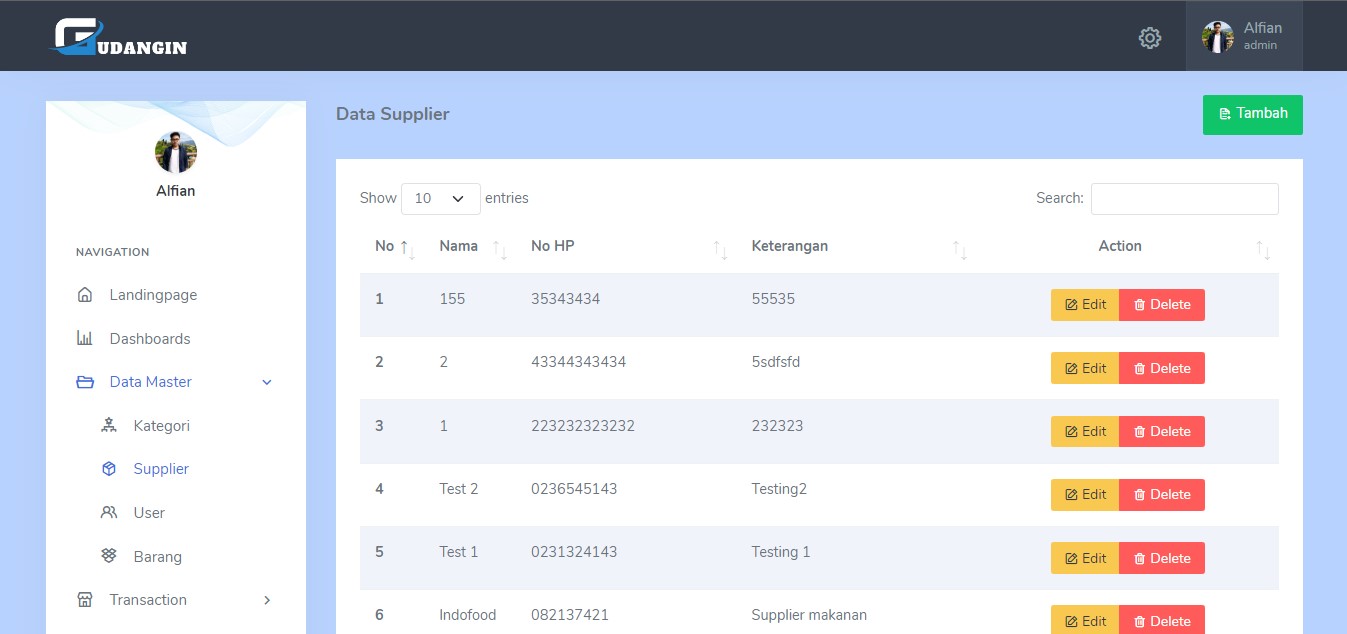 GUDANGIN
Alfian
admin
Alfian
NAVIGATION
Landingpage
Dashboards
Data Master
Kategori
Supplier
User
Barang
Transaction
Data Supplier
Tambah
Show 10 entries Search:
No Nama No HP Keterangan Action
1 155 35343434 55535 Edit Delete
2 2 43344343434 5sdfsfd Edit Delete
3 1 223232323232 232323 Edit Delete
4 Test 2 0236545143 Testing2 Edit Delete
5 Test 1 0231324143 Testing 1 Edit Delete
6 Indofood 082137421 Supplier makanan Edit Delete